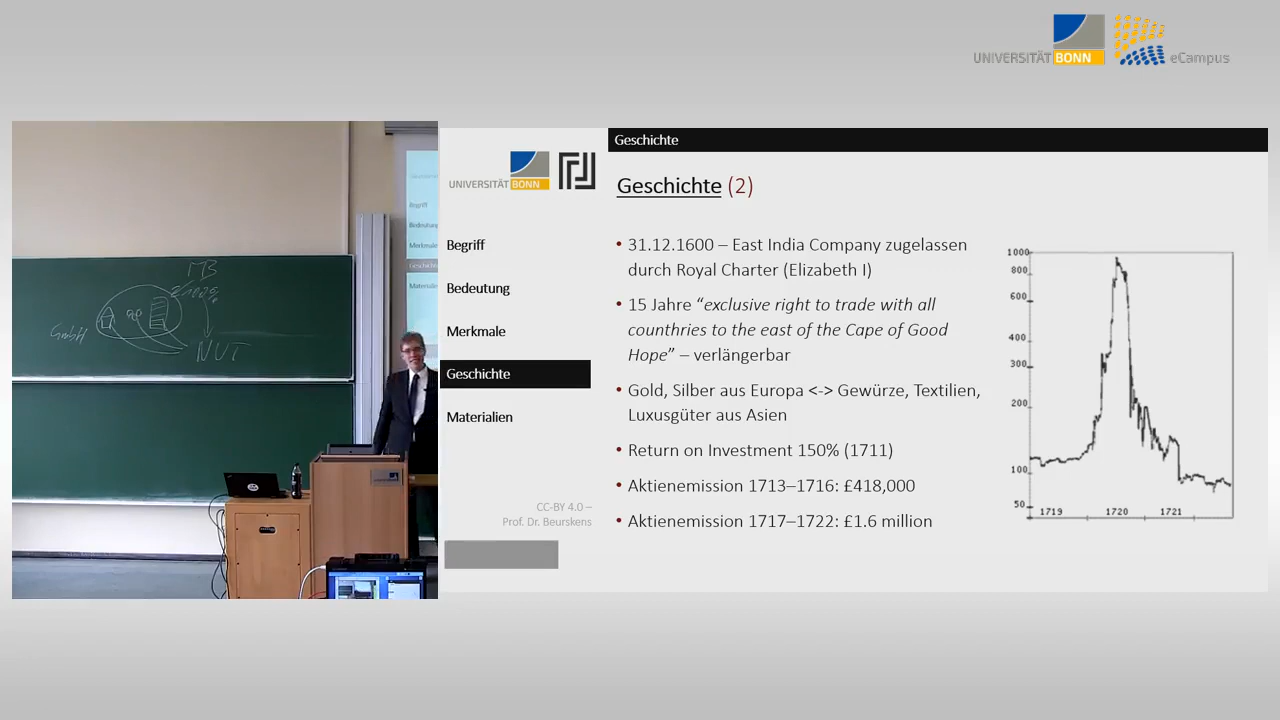 UNIVERSITÄT BONN eCampus
Geschichte
UNIVERSITÄT BONN
Geschichte (2)
Begriff
Bedeutung
Merkmale
Geschichte
Materialien
CC-BY 4.0 –
Prof. Dr. Beurskens
• 31.12.1600 – East India Company zugelassen
durch Royal Charter (Elizabeth I)
• 15 Jahre “exclusive right to trade with all
counthries to the east of the Cape of Good
Hope” – verlängerbar
• Gold, Silber aus Europa <-> Gewürze, Textilien,
Luxusgüter aus Asien
• Return on Investment 150% (1711)
• Aktienemission 1713–1716: £418,000
• Aktienemission 1717–1722: £1.6 million
1000
800
600
400
300
200
100
50
1719 1720 1721
GmbH
NUT
Begriff
Bedeutung
Merkmale